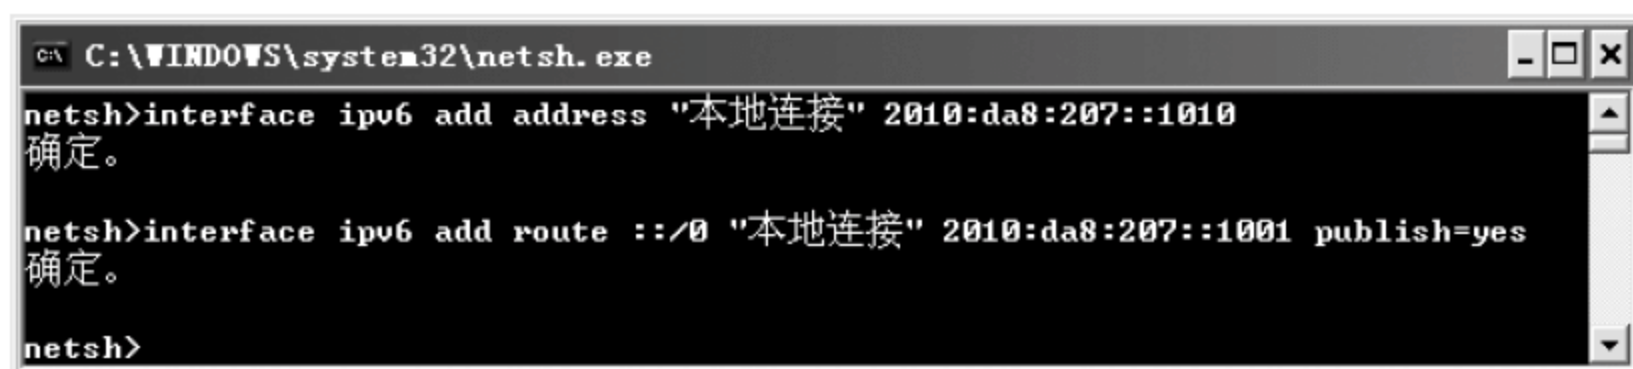 C:\WINDOWS\system32\netsh.exe
netsh>interface ipv6 add address "本地连接" 2010:da8:207::1010
确定。
netsh>interface ipv6 add route ::/0 "本地连接" 2010:da8:207::1001 publish=yes
确定。
netsh>